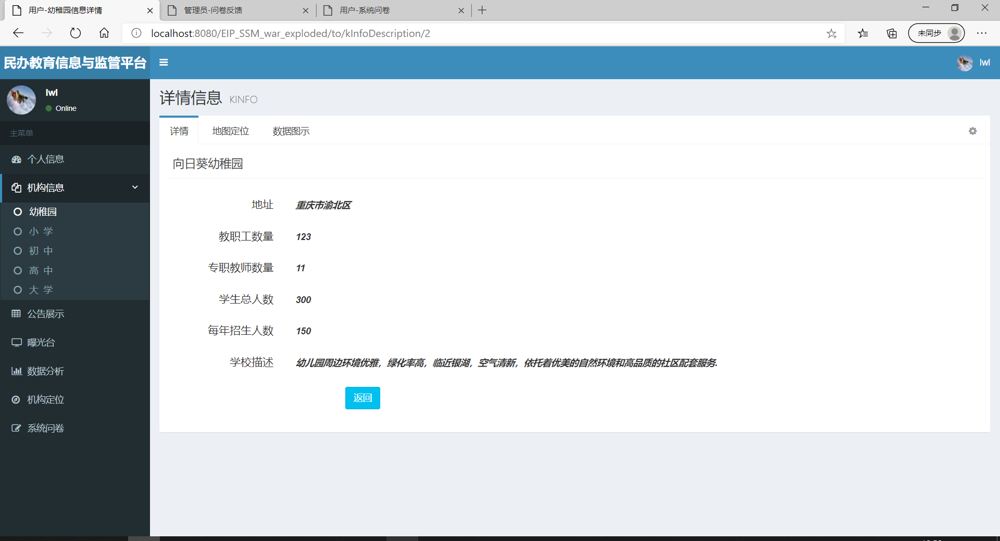 用户-幼稚园信息详情
管理员-问卷反馈
用户-系统问卷
localhost:8080/EIP_SSM_war_exploded/to/kInfoDescription/2
未同步
民办教育信息与监管平台
lwl
lwl
Online
主菜单
个人信息
机构信息
幼稚园
小 学
初 中
高 中
大 学
公告展示
曝光台
数据分析
机构定位
系统问卷
详情信息 KINFO
详情
地图定位
数据图示
向日葵幼稚园
地址 重庆市渝北区
教职工数量 123
专职教师数量 11
学生总人数 300
每年招生人数 150
学校描述 幼儿园周边环境优雅，绿化率高，临近银湖，空气清新，依托着优美的自然环境和高品质的社区配套服务.
返回